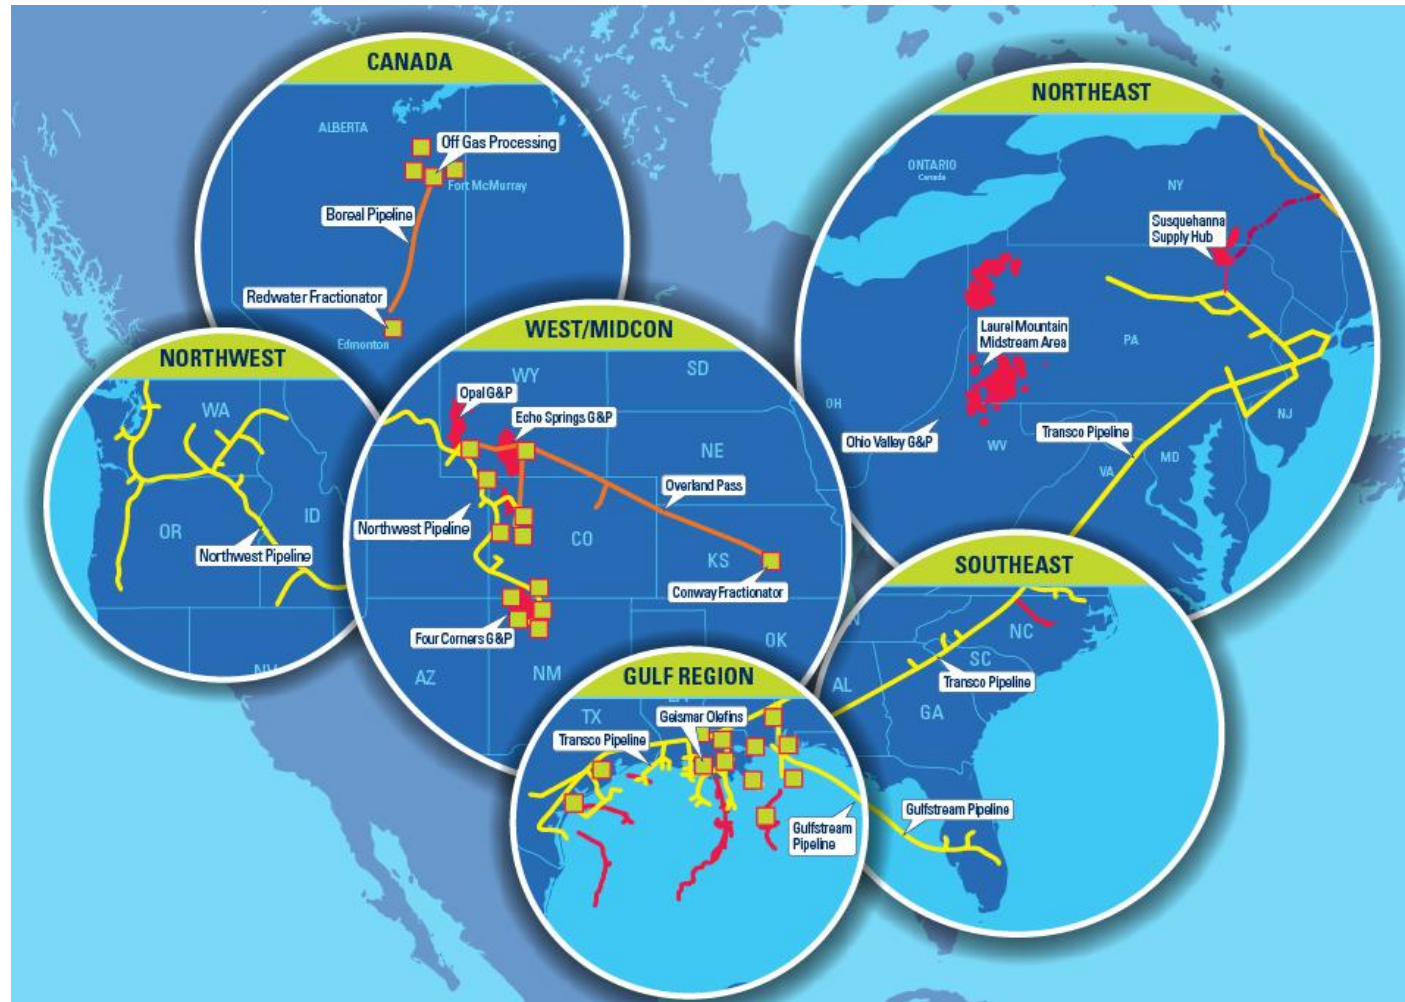 CANADA
ALBERTA
Off Gas Processing
Fort McMurray
Boreal Pipeline
Redwater Fractionator
Edmonton
NORTHEAST
ONTARIO
Canada
NY
Susquehanna
Supply Hub
Laurel Mountain
Midstream Area
PA
OH
Ohio Valley G&P
WV
Transco Pipeline
VA
MD
NJ
NORTHWEST
WA
OR
ID
Northwest Pipeline
NV
WEST/MIDCON
WY
SD
Opal G&P
Echo Springs G&P
NE
Overland Pass
Northwest Pipeline
CO
KS
Conway Fractionator
Four Corners G&P
OK
AZ
NM
SOUTHEAST
NC
SC
Transco Pipeline
AL
GA
Gulfstream Pipeline
GULF REGION
TX
Geismar Olefins
Transco Pipeline
Gulfstream
Pipeline